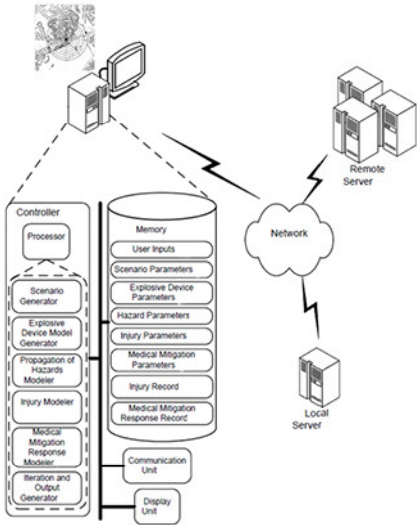 Remote
Server
Network
Local
Server
Controller
Processor
Scenario
Generator
Explosive
Device Model
Generator
Propagation of
Hazards
Modeler
Injury Modeler
Medical
Mitigation
Response
Modeler
Iteration and
Output
Generator
Memory
User Inputs
Scenario Parameters
Explosive Device
Parameters
Hazard Parameters
Injury Parameters
Medical Mitigation
Parameters
Injury Record
Medical Mitigation
Response Record
Communication
Unit
Display
Unit